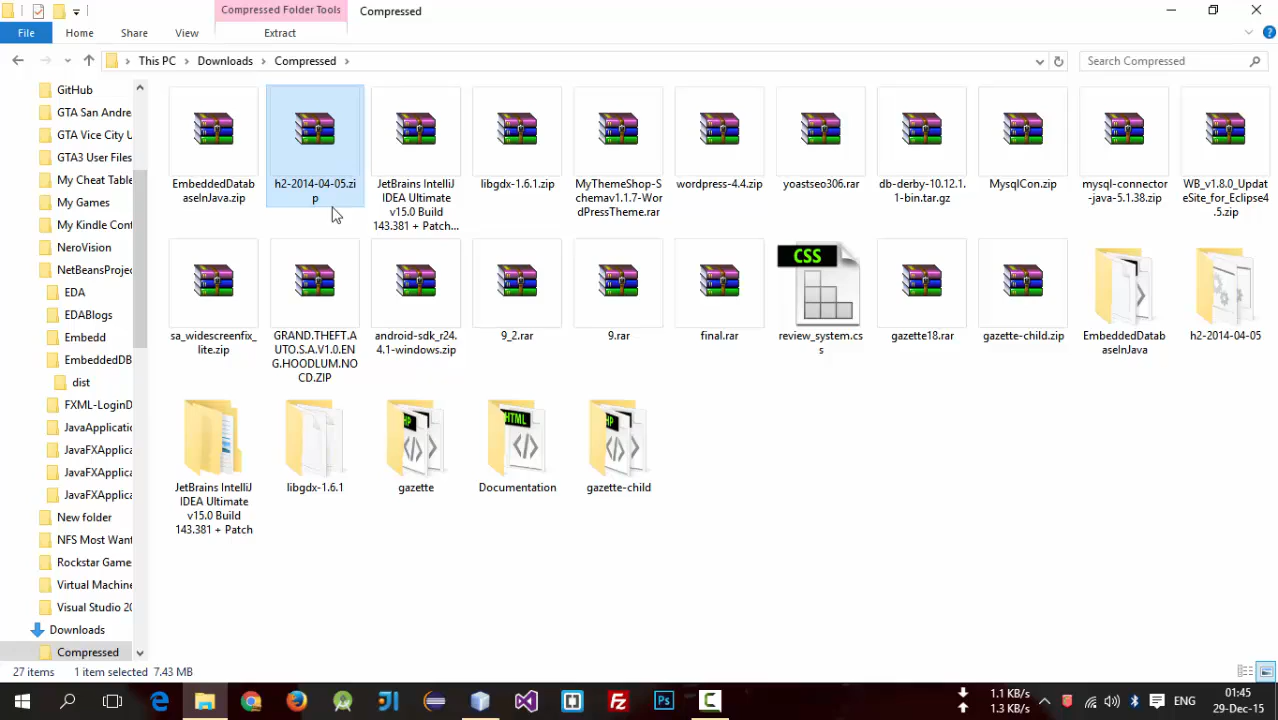 Compressed Folder Tools
Compressed
File
Home
Share
View
Extract
This PC
Downloads
Compressed
Search Compressed
GitHub
GTA San Andre
GTA Vice City U
GTA3 User Files
My Cheat Table
My Games
My Kindle Cont
NeroVision
NetBeansProje
EDA
EDABlogs
Embedd
EmbeddedDB
dist
FXML-LoginD
JavaApplicatio
JavaFXApplica
JavaFXApplica
JavaFXApplica
New folder
NFS Most Want
Rockstar Game
Virtual Machine
Visual Studio 20
Downloads
Compressed
EmbeddedDatab
aseInJava.zip
h2-2014-04-05.zi
p
JetBrains IntelliJ
IDEA Ultimate
v15.0 Build
143.381 + Patch...
libgdx-1.6.1.zip
MyThemeShop-S
chemav1.1.7-Wo
rdPressTheme.rar
wordpress-4.4.zip
yoastseo306.rar
db-derby-10.12.1.
1-bin.tar.gz
MysqlCon.zip
mysql-connector
-java-5.1.38.zip
WB_v1.8.0_Updat
eSite_for_Eclipse4
.5.zip
sa_widescreenfix_
lite.zip
GRAND.THEFT.A
UTO.S.A.V1.0.EN
G.HOODLUM.NO
CD.ZIP
android-sdk_r24.
4.1-windows.zip
9_2.rar
9.rar
final.rar
CSS
review_system.cs
s
gazette18.rar
gazette-child.zip
EmbeddedDatab
aseInJava
h2-2014-04-05
JetBrains IntelliJ
IDEA Ultimate
v15.0 Build
143.381 + Patch
libgdx-1.6.1
gazette
HTML
Documentation
gazette-child
27 items
1 item selected
7.43 MB
1.1 KB/s
1.3 KB/s
ENG
01:45
29-Dec-15